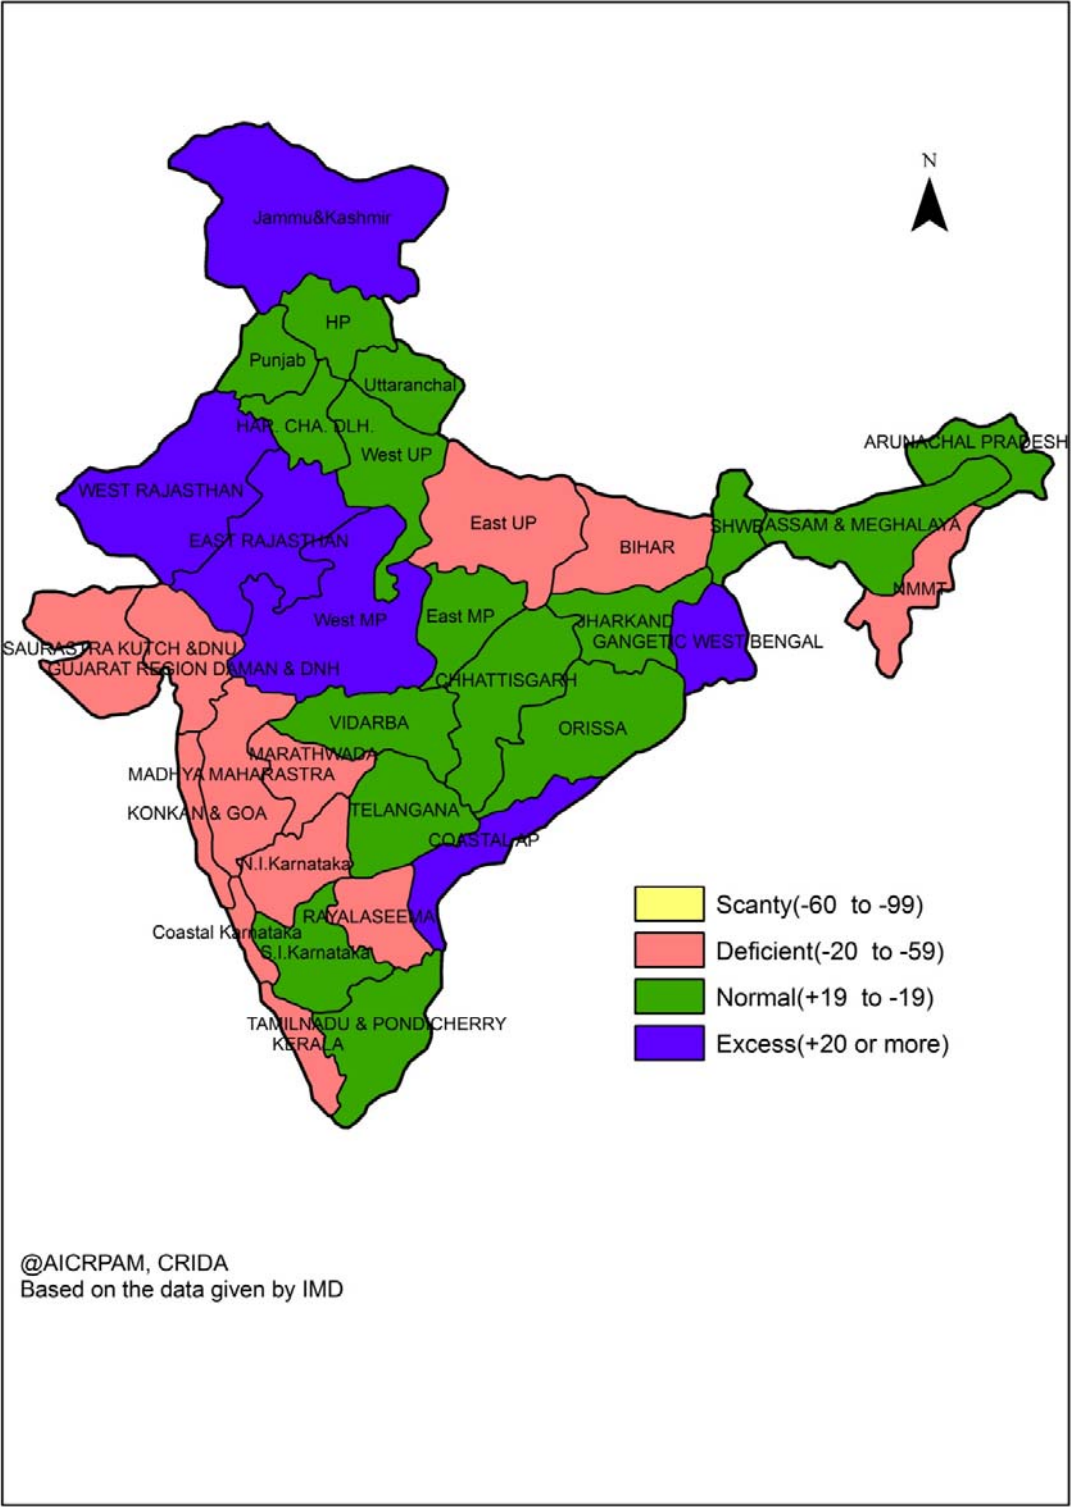 N
Jammu&Kashmir
HP
Punjab
Uttaranchal
HAR. CHA. DLH.
ARUNACHAL PRADESH
West UP
WEST RAJASTHAN
East UP
SHWB
ASSAM & MEGHALAYA
EAST RAJASTHAN
BIHAR
NMMT
East MP
West MP
JHARKAND
GANGETIC WEST BENGAL
SAURASTRA KUTCH &DNU
GUJARAT REGION DAMAN & DNH
CHHATTISGARH
VIDARBA
ORISSA
MARATHWADA
MADHYA MAHARASTRA
KONKAN & GOA
TELANGANA
COASTAL AP
N.I.Karnataka
RAYALASEEMA
Coastal Karnataka
S.I.Karnataka
TAMILNADU & PONDICHERRY
KERALA
Scanty(-60 to -99)
Deficient(-20 to -59)
Normal(+19 to -19)
Excess(+20 or more)
@AICRPAM, CRIDA
Based on the data given by IMD